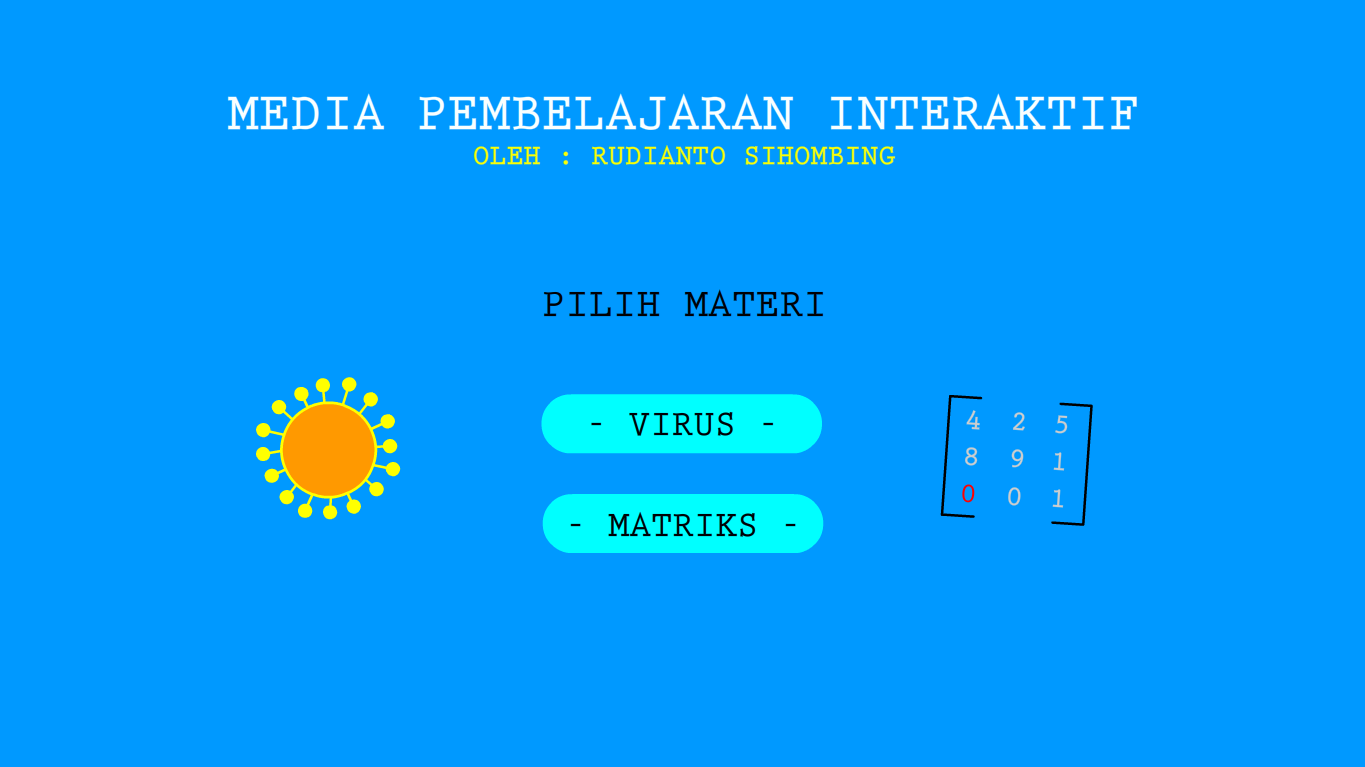 MEDIA PEMBELAJARAN INTERAKTIF
OLEH : RUDIANTO SIHOMBING
PILIH MATERI
- VIRUS -
- MATRIKS -
4 2 5
8 9 1
0 0 1